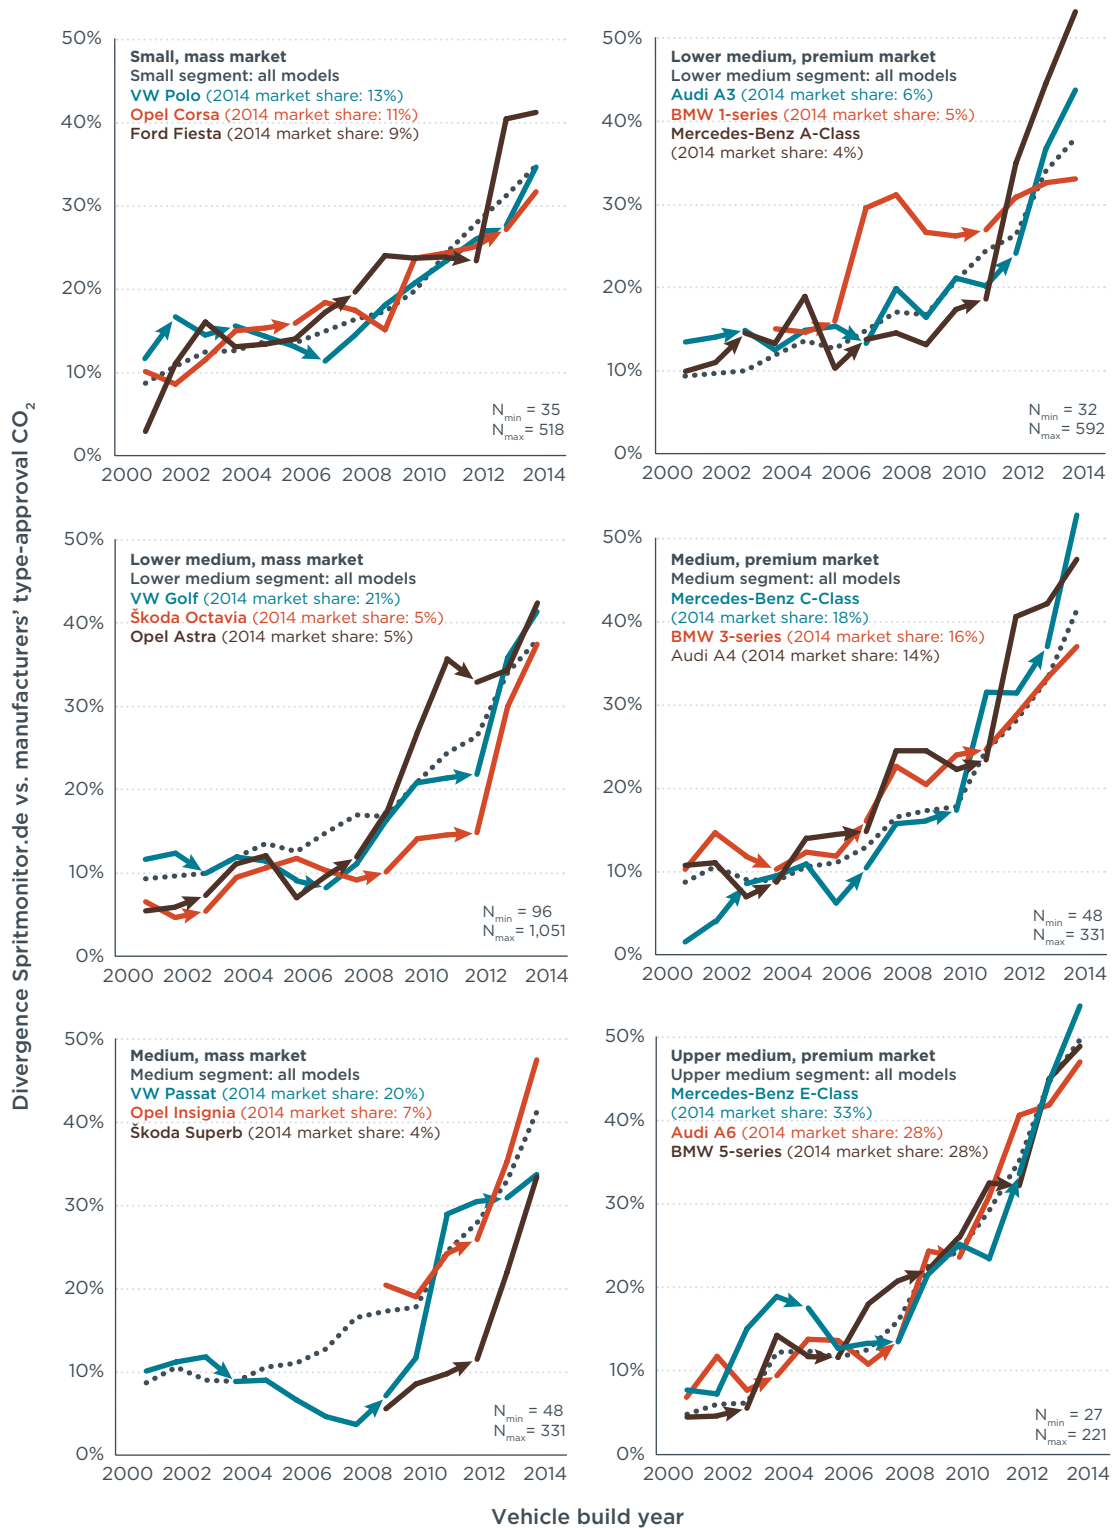 Divergence Spritmonitor.de vs. manufacturers’ type-approval CO₂
50%
40%
30%
20%
10%
0%
Small, mass market
Small segment: all models
VW Polo (2014 market share: 13%)
Opel Corsa (2014 market share: 11%)
Ford Fiesta (2014 market share: 9%)
Nmin = 35
Nmax= 518
2000 2002 2004 2006 2008 2010 2012 2014
50%
40%
30%
20%
10%
0%
Lower medium, premium market
Lower medium segment: all models
Audi A3 (2014 market share: 6%)
BMW 1-series (2014 market share: 5%)
Mercedes-Benz A-Class
(2014 market share: 4%)
Nmin = 32
Nmax= 592
2000 2002 2004 2006 2008 2010 2012 2014
50%
40%
30%
20%
10%
0%
Lower medium, mass market
Lower medium segment: all models
VW Golf (2014 market share: 21%)
Škoda Octavia (2014 market share: 5%)
Opel Astra (2014 market share: 5%)
Nmin = 96
Nmax= 1,051
2000 2002 2004 2006 2008 2010 2012 2014
50%
40%
30%
20%
10%
0%
Medium, premium market
Medium segment: all models
Mercedes-Benz C-Class
(2014 market share: 18%)
BMW 3-series (2014 market share: 16%)
Audi A4 (2014 market share: 14%)
Nmin = 48
Nmax= 331
2000 2002 2004 2006 2008 2010 2012 2014
50%
40%
30%
20%
10%
0%
Medium, mass market
Medium segment: all models
VW Passat (2014 market share: 20%)
Opel Insignia (2014 market share: 7%)
Škoda Superb (2014 market share: 4%)
Nmin = 48
Nmax= 331
2000 2002 2004 2006 2008 2010 2012 2014
50%
40%
30%
20%
10%
0%
Upper medium, premium market
Upper medium segment: all models
Mercedes-Benz E-Class
(2014 market share: 33%)
Audi A6 (2014 market share: 28%)
BMW 5-series (2014 market share: 28%)
Nmin = 27
Nmax= 221
2000 2002 2004 2006 2008 2010 2012 2014
Vehicle build year